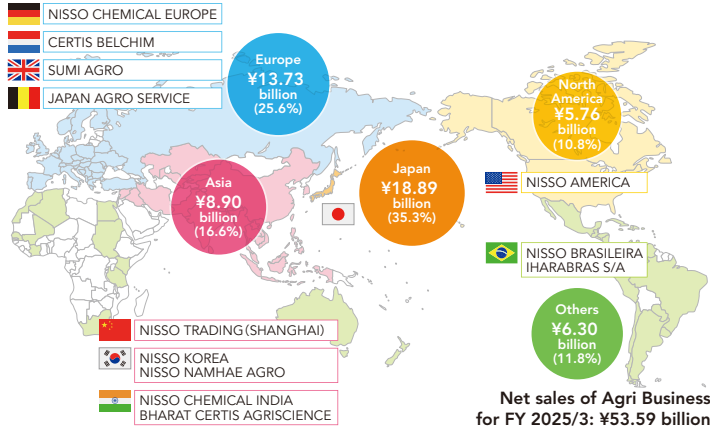 NISSO CHEMICAL EUROPE
CERTIS BELCHIM
SUMI AGRO
JAPAN AGRO SERVICE
Europe
¥13.73
billion
(25.6%)
North
America
¥5.76
billion
(10.8%)
Asia
¥8.90
billion
(16.6%)
Japan
¥18.89
billion
(35.3%)
NISSO AMERICA
NISSO BRASILEIRA
IHARABRAS S/A
Others
¥6.30
billion
(11.8%)
NISSO TRADING(SHANGHAI)
NISSO KOREA
NISSO NAMHAE AGRO
NISSO CHEMICAL INDIA
BHARAT CERTIS AGRISCIENCE
Net sales of Agri Business
for FY 2025/3: ¥53.59 billion